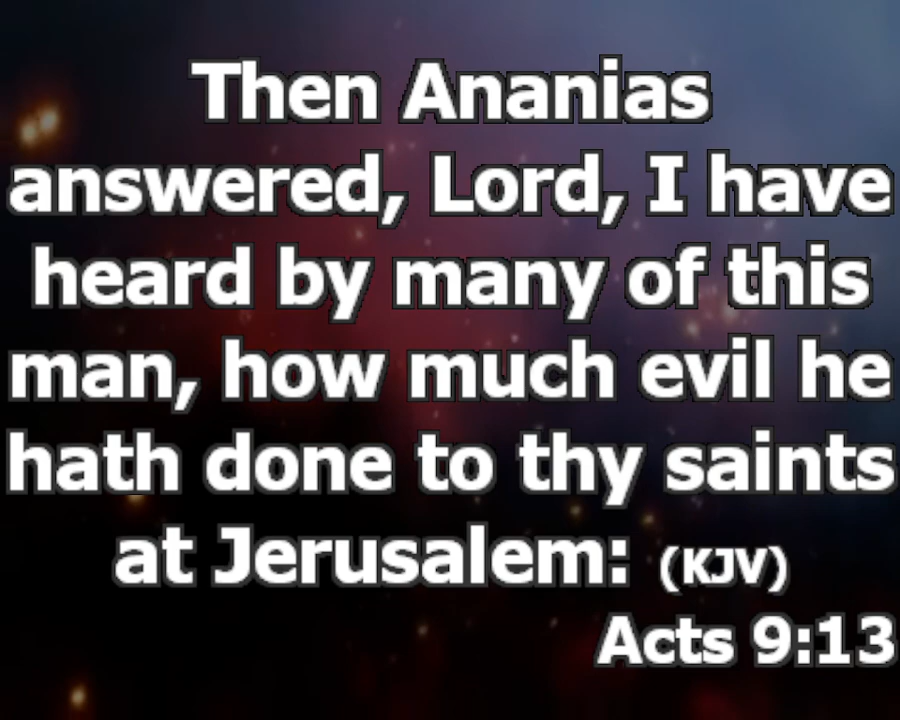 Then Ananias
answered, Lord, I have
heard by many of this
man, how much evil he
hath done to thy saints
at Jerusalem: (KJV)
Acts 9:13